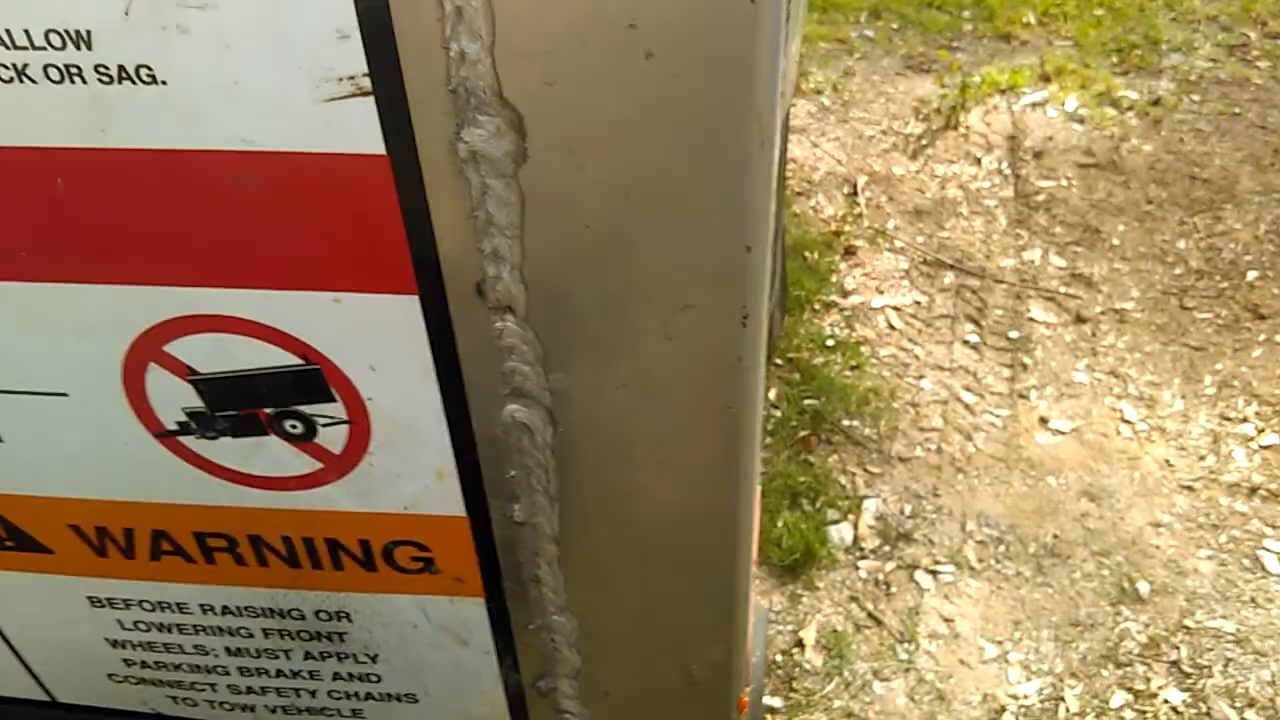 ALLOW
CK OR SAG.
WARNING
BEFORE RAISING OR
LOWERING FRONT
WHEELS; MUST APPLY
PARKING BRAKE AND
CONNECT SAFETY CHAINS
TO TOW VEHICLE